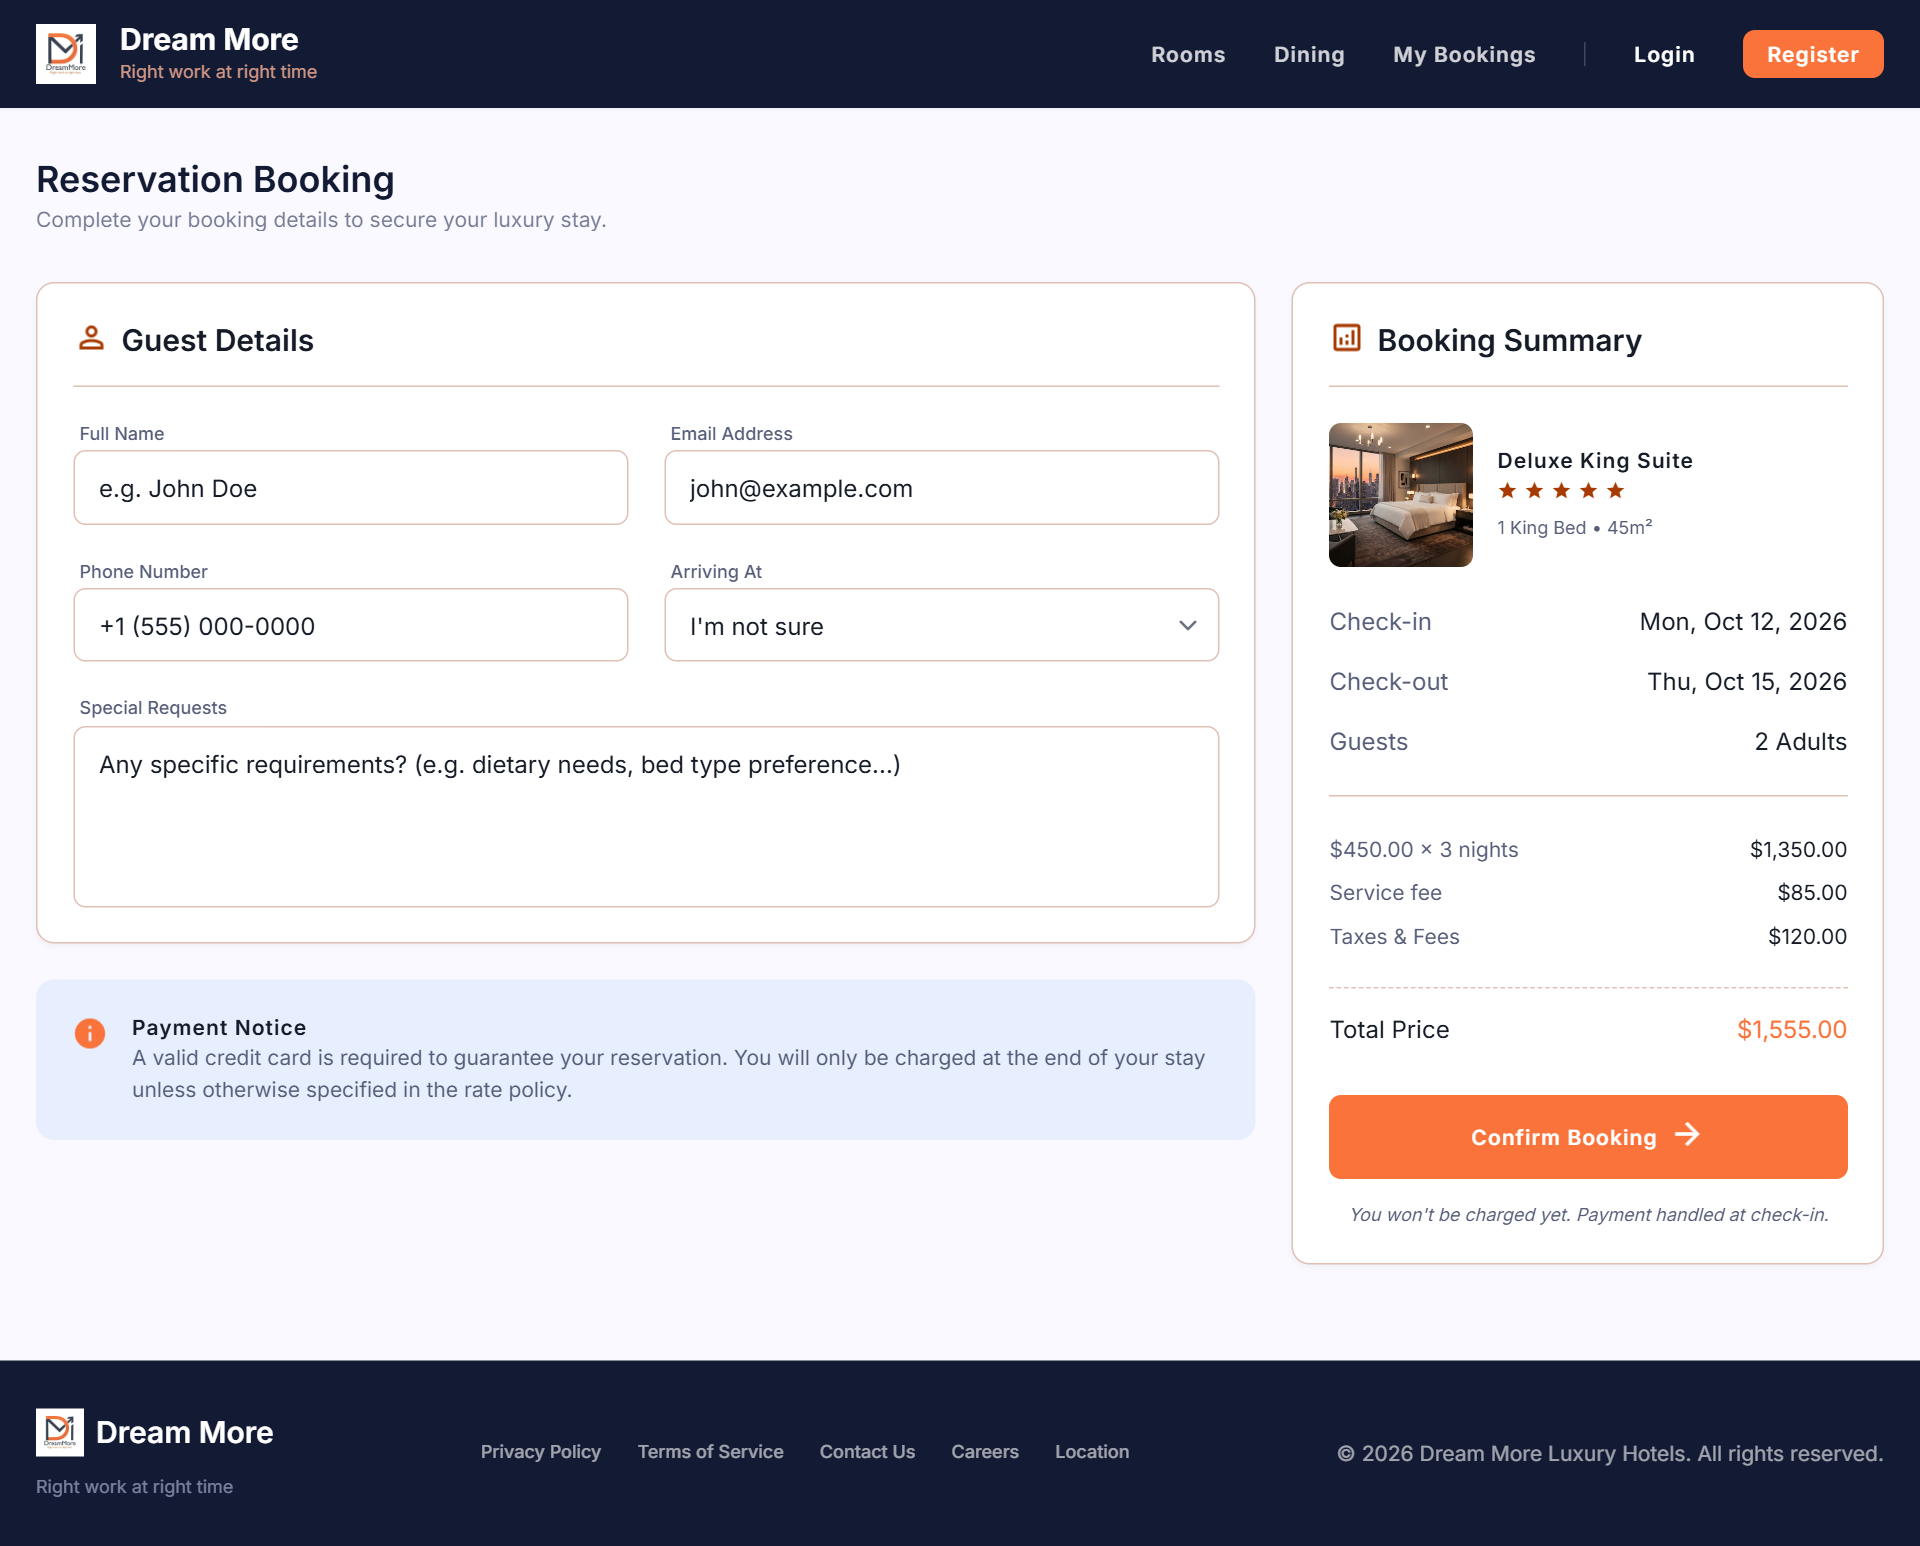 DreamMore
Dream More
Right work at right time
Rooms
Dining
My Bookings
Login
Register
Reservation Booking
Complete your booking details to secure your luxury stay.
Guest Details
Full Name
Email Address
e.g. John Doe
john@example.com
Phone Number
Arriving At
+1 (555) 000-0000
I'm not sure
Special Requests
Any specific requirements? (e.g. dietary needs, bed type preference...)
Payment Notice
A valid credit card is required to guarantee your reservation. You will only be charged at the end of your stay
unless otherwise specified in the rate policy.
Booking Summary
Deluxe King Suite
1 King Bed • 45m²
Check-in
Mon, Oct 12, 2026
Check-out
Thu, Oct 15, 2026
Guests
2 Adults
$450.00 × 3 nights
$1,350.00
Service fee
$85.00
Taxes & Fees
$120.00
Total Price
$1,555.00
Confirm Booking
You won't be charged yet. Payment handled at check-in.
DreamMore
Dream More
Right work at right time
Privacy Policy
Terms of Service
Contact Us
Careers
Location
© 2026 Dream More Luxury Hotels. All rights reserved.